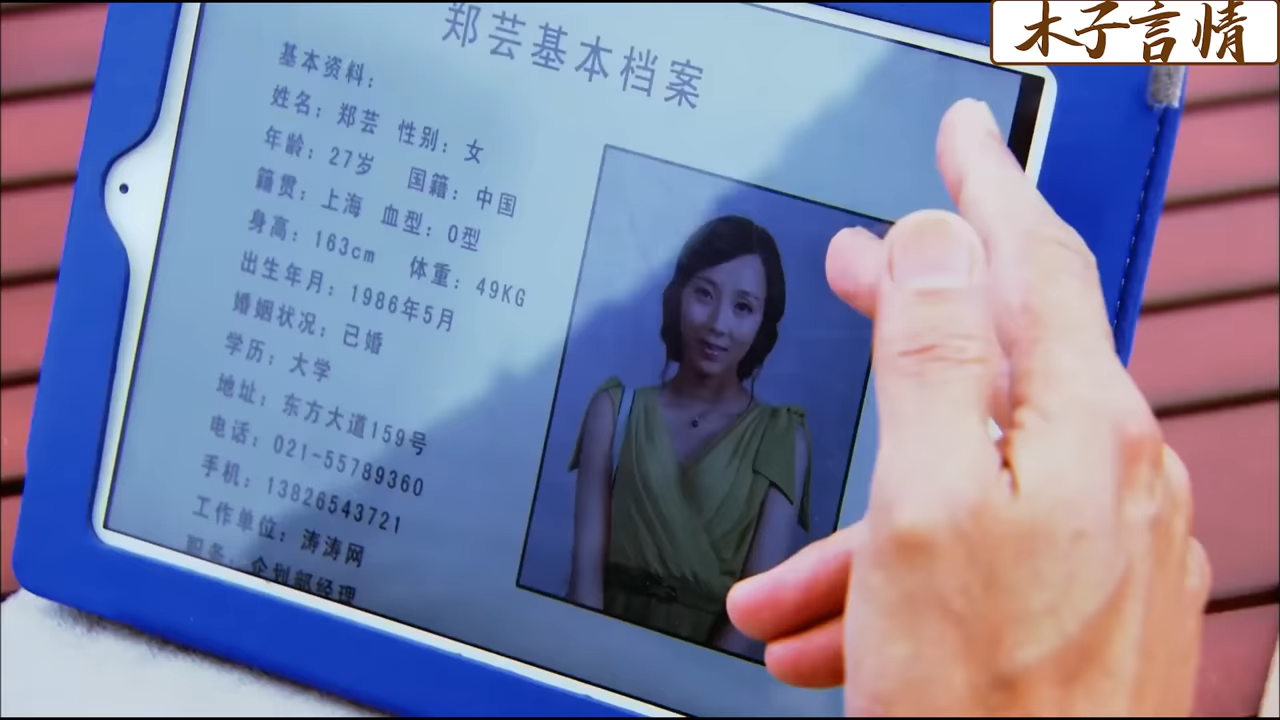 木子言情
郑芸基本档案
基本资料:
姓名: 郑芸 性别: 女
年龄: 27岁 国籍: 中国
籍贯: 上海 血型: O型
身高: 163cm 体重: 49KG
出生年月: 1986年5月
婚姻状况: 已婚
学历: 大学
地址: 东方大道159号
电话: 021-55789360
手机: 13826543721
工作单位: 涛涛网
职务: 企划部经理